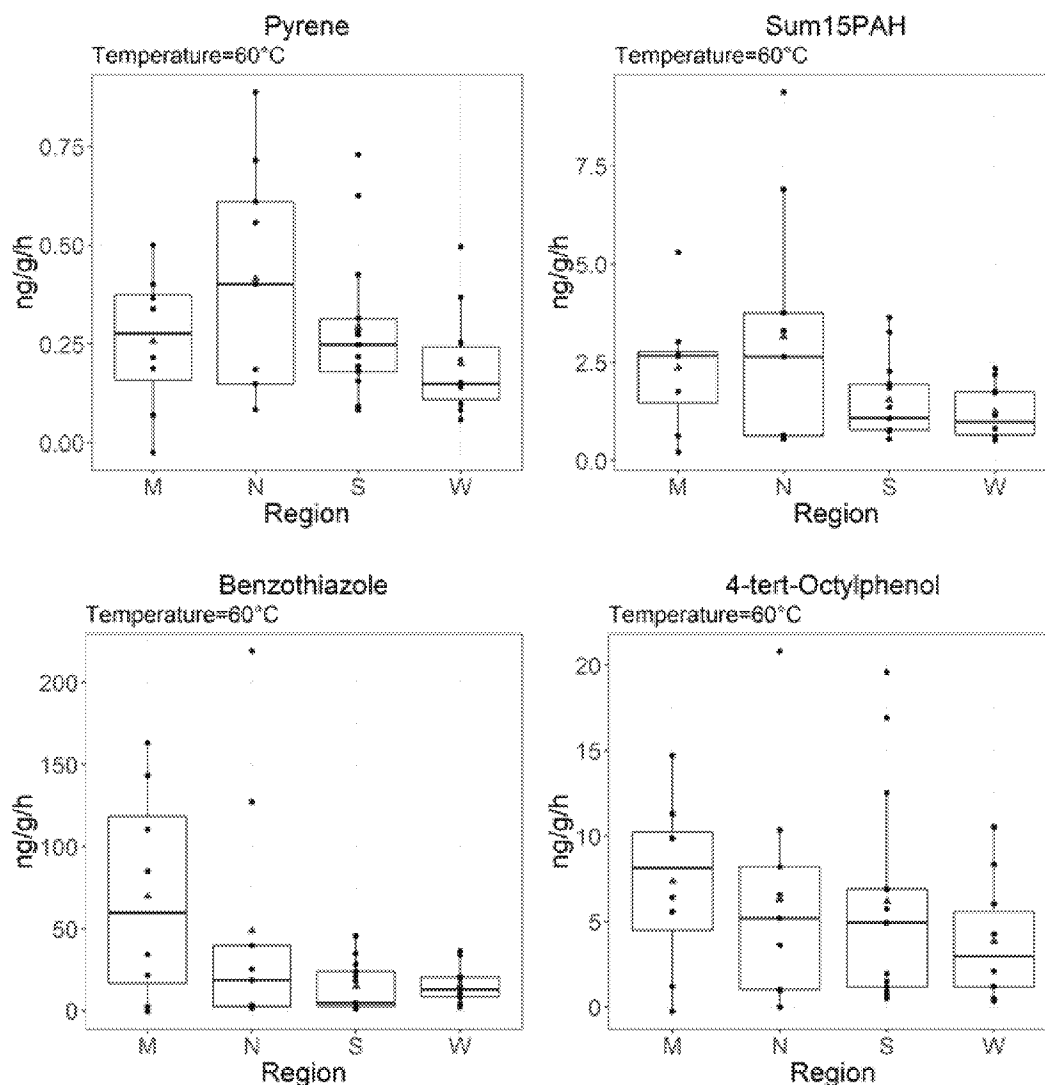 Pyrene
Temperature=60°C
ng/g/h
0.75
0.50
0.25
0.00
M N S W
Region
Sum15PAH
Temperature=60°C
ng/g/h
7.5
5.0
2.5
0.0
M N S W
Region
Benzothiazole
Temperature=60°C
ng/g/h
200
150
100
50
0
M N S W
Region
4-tert-Octylphenol
Temperature=60°C
ng/g/h
20
15
10
5
0
M N S W
Region